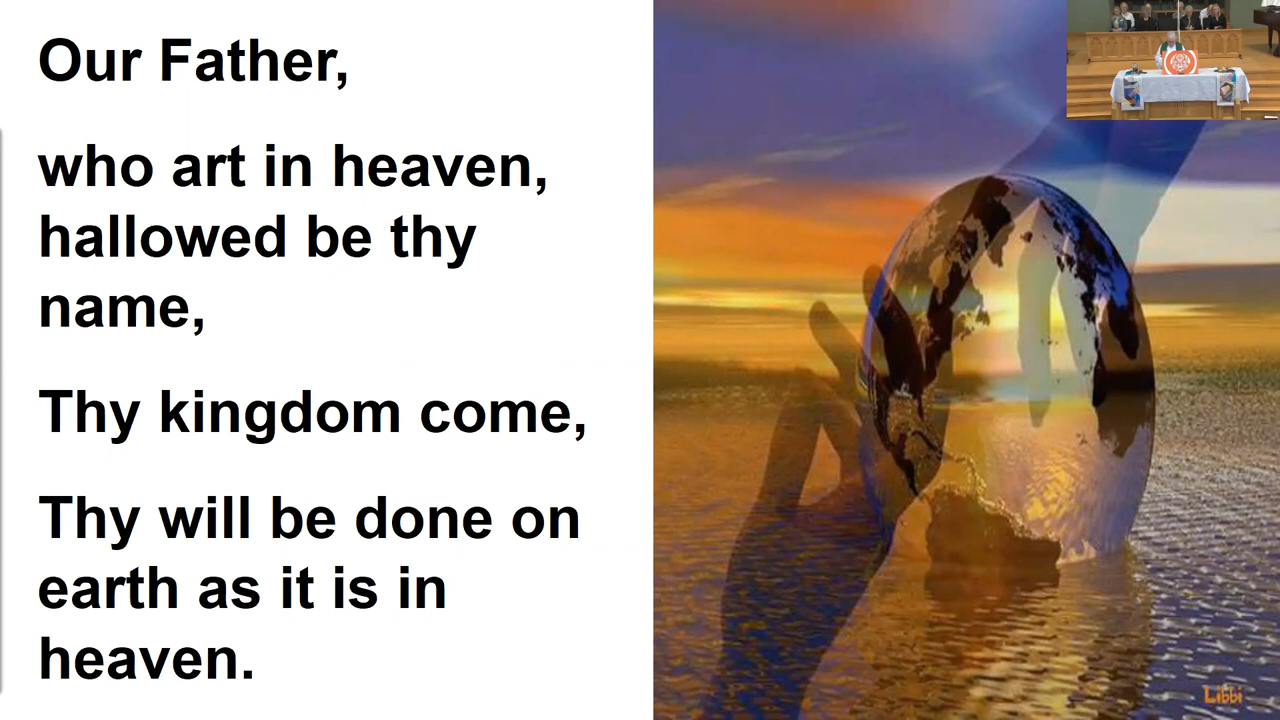 Our Father,
who art in heaven,
hallowed be thy
name,
Thy kingdom come,
Thy will be done on
earth as it is in
heaven.
Libbi